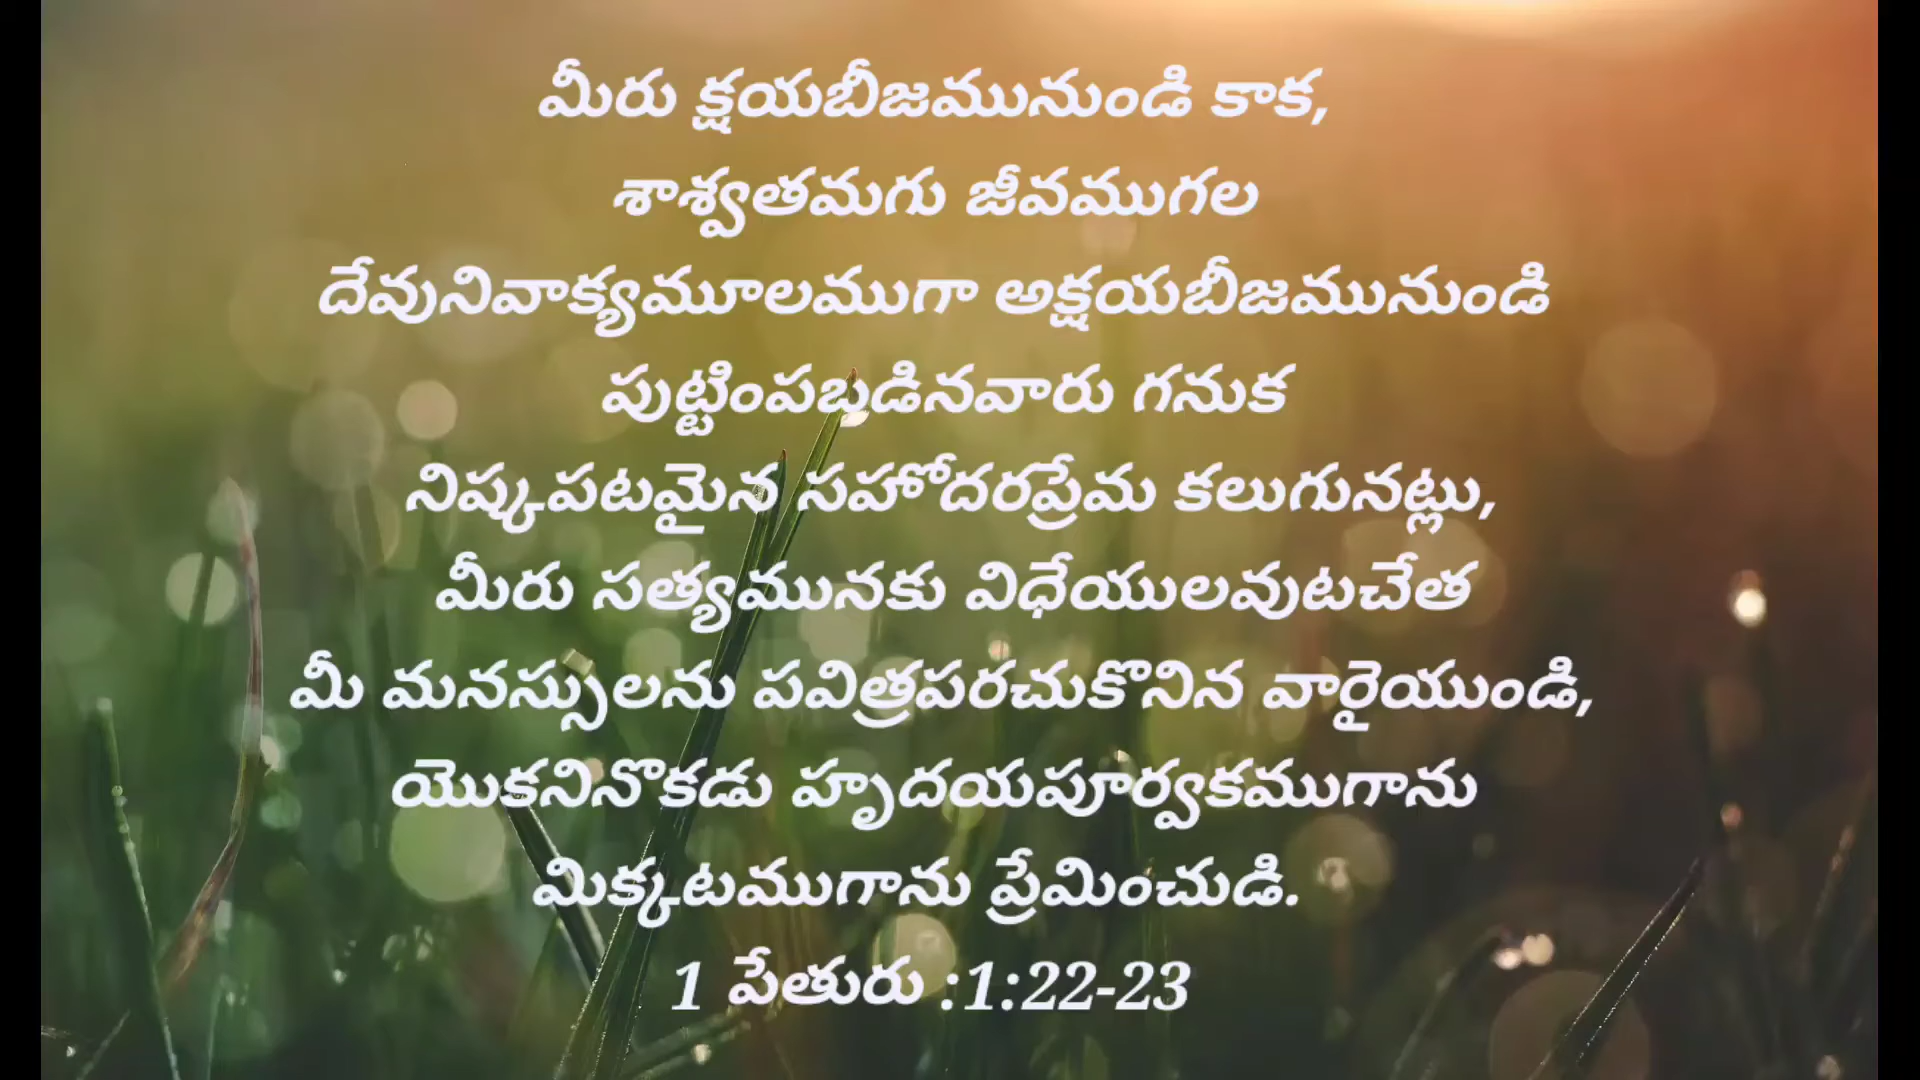 మీరు క్షయబీజమునుండి కాక,
శాశ్వతమగు జీవముగల
దేవునివాక్యమూలముగా అక్షయబీజమునుండి
పుట్టింపబడినవారు గనుక
నిష్కపటమైన సహోదరప్రేమ కలుగునట్లు,
మీరు సత్యమునకు విధేయులవుటచేత
మీ మనస్సులను పవిత్రపరచుకొనిన వారైయుండి,
యొకనినొకడు హృదయపూర్వకముగాను
మిక్కటముగాను ప్రేమించుడి.
1 పేతురు :1:22-23